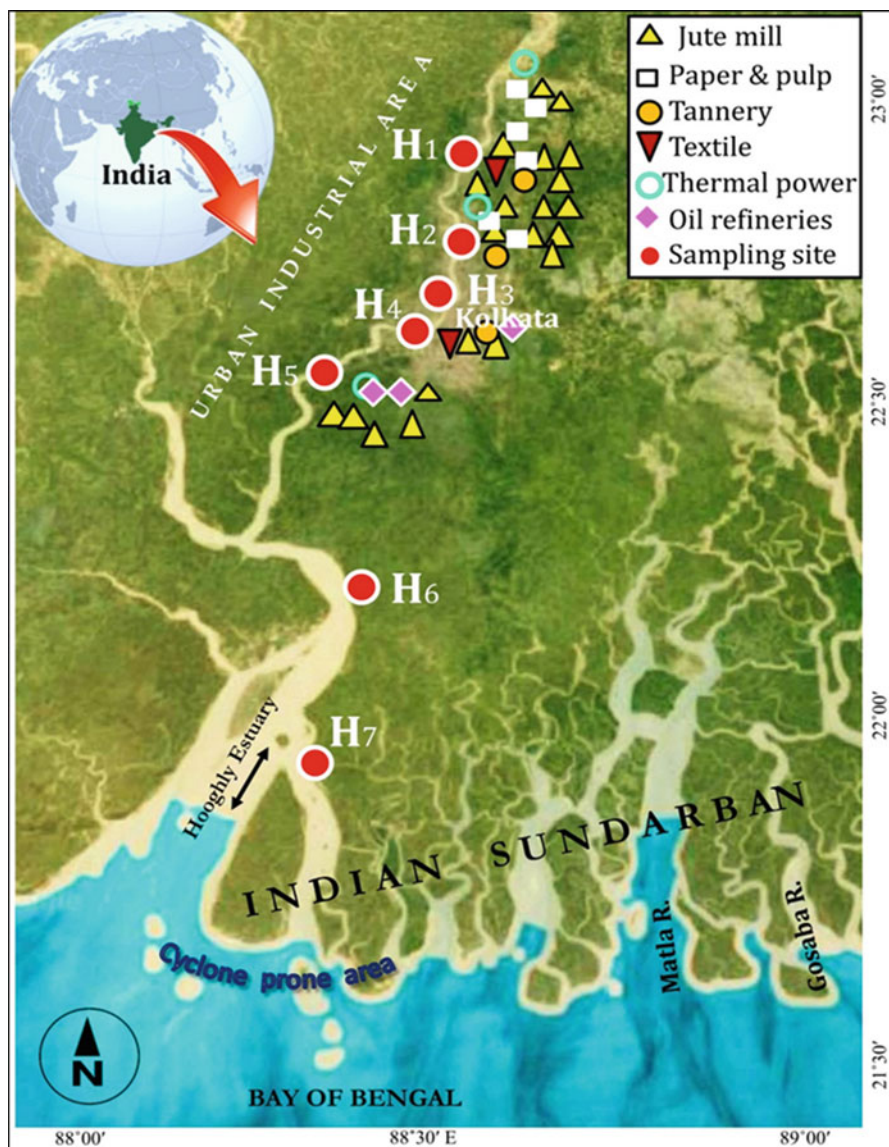 India
URBAN INDUSTRIAL AREA
Jute mill
Paper & pulp
Tannery
Textile
Thermal power
Oil refineries
Sampling site
H1
H2
H3
H4
Kolkata
H5
H6
H7
Hooghly Estuary
INDIAN SUNDARBAN
Matla R.
Gosaba R.
Cyclone prone area
N
BAY OF BENGAL
23°00′
22°30′
22°00′
21°30′
88°00′
88°30′ E
89°00′